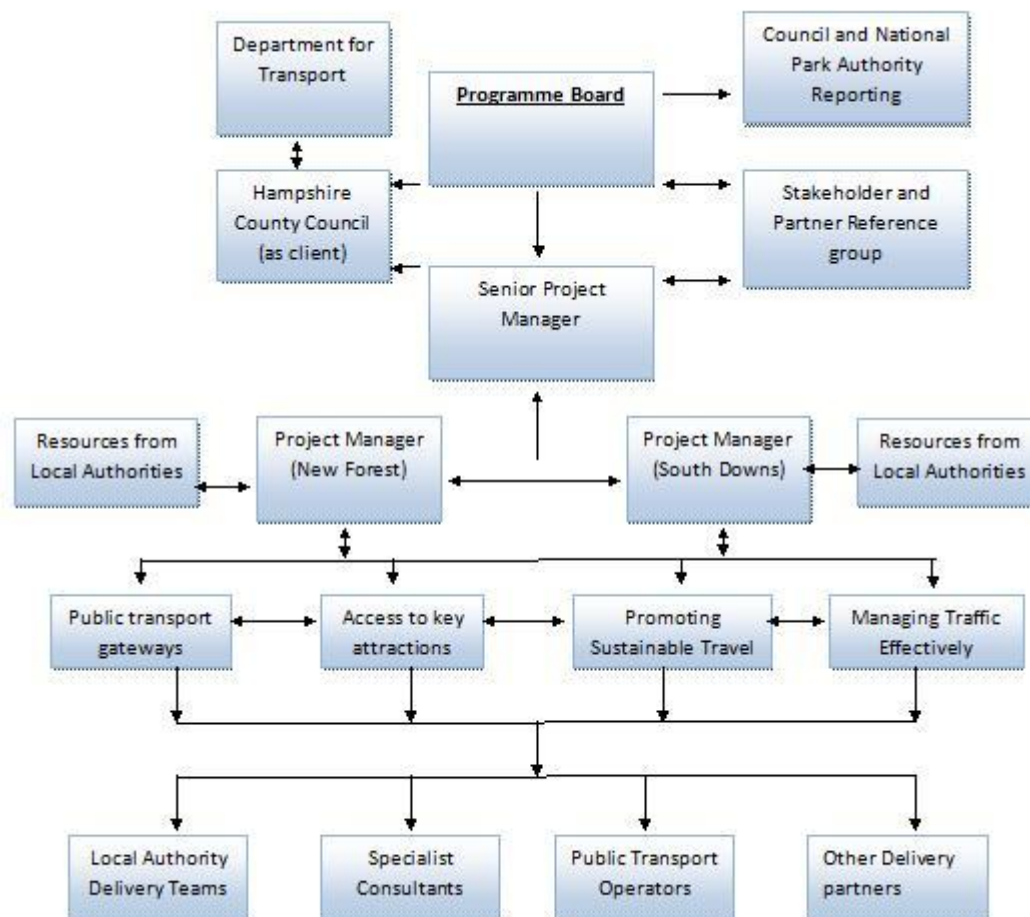 Department for
Transport
Council and National
Park Authority
Reporting
Programme Board
Hampshire
County Council
(as client)
Stakeholder and
Partner Reference
group
Senior Project
Manager
Resources from
Local Authorities
Project Manager
(New Forest)
Project Manager
(South Downs)
Resources from
Local Authorities
Public transport
gateways
Access to key
attractions
Promoting
Sustainable Travel
Managing Traffic
Effectively
Local Authority
Delivery Teams
Specialist
Consultants
Public Transport
Operators
Other Delivery
partners